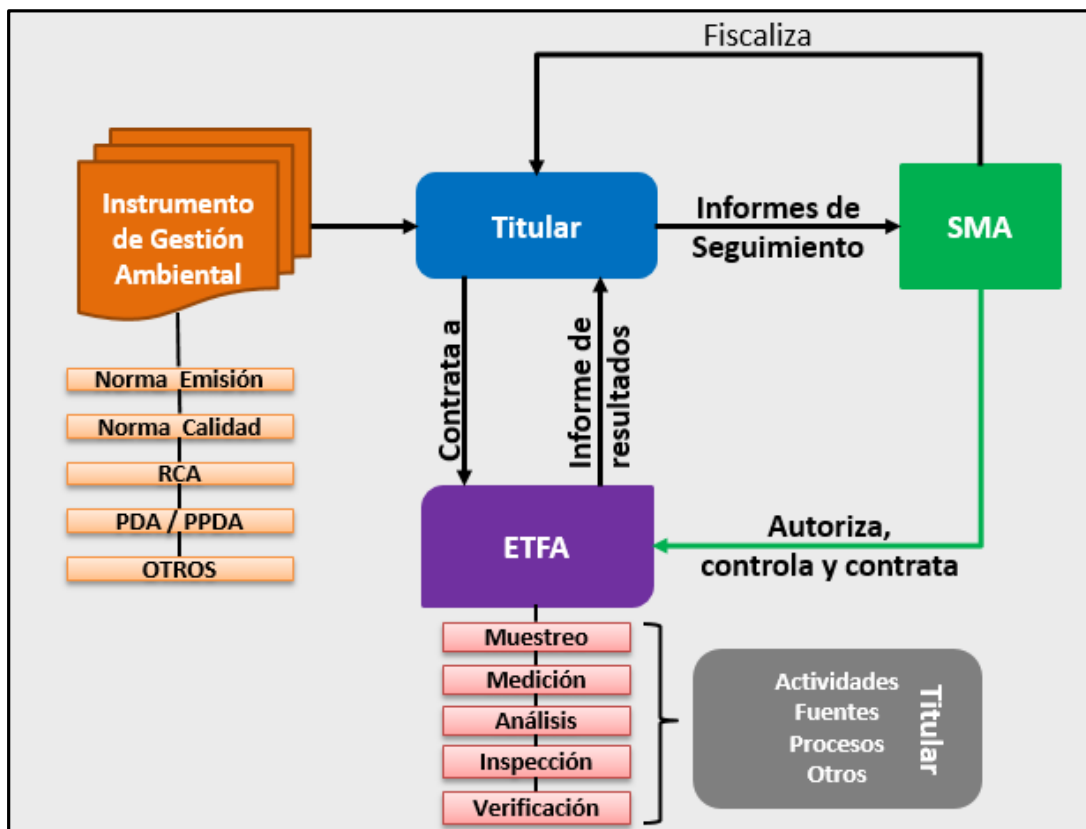 Fiscaliza
Instrumento
de Gestión
Ambiental
Titular
Informes de
Seguimiento
SMA
Contrata a
Informe de
resultados
Norma Emisión
Norma Calidad
RCA
PDA / PPDA
OTROS
ETFA
Autoriza,
controla y contrata
Muestreo
Medición
Análisis
Inspección
Verificación
Actividades
Fuentes
Procesos
Otros
Titular